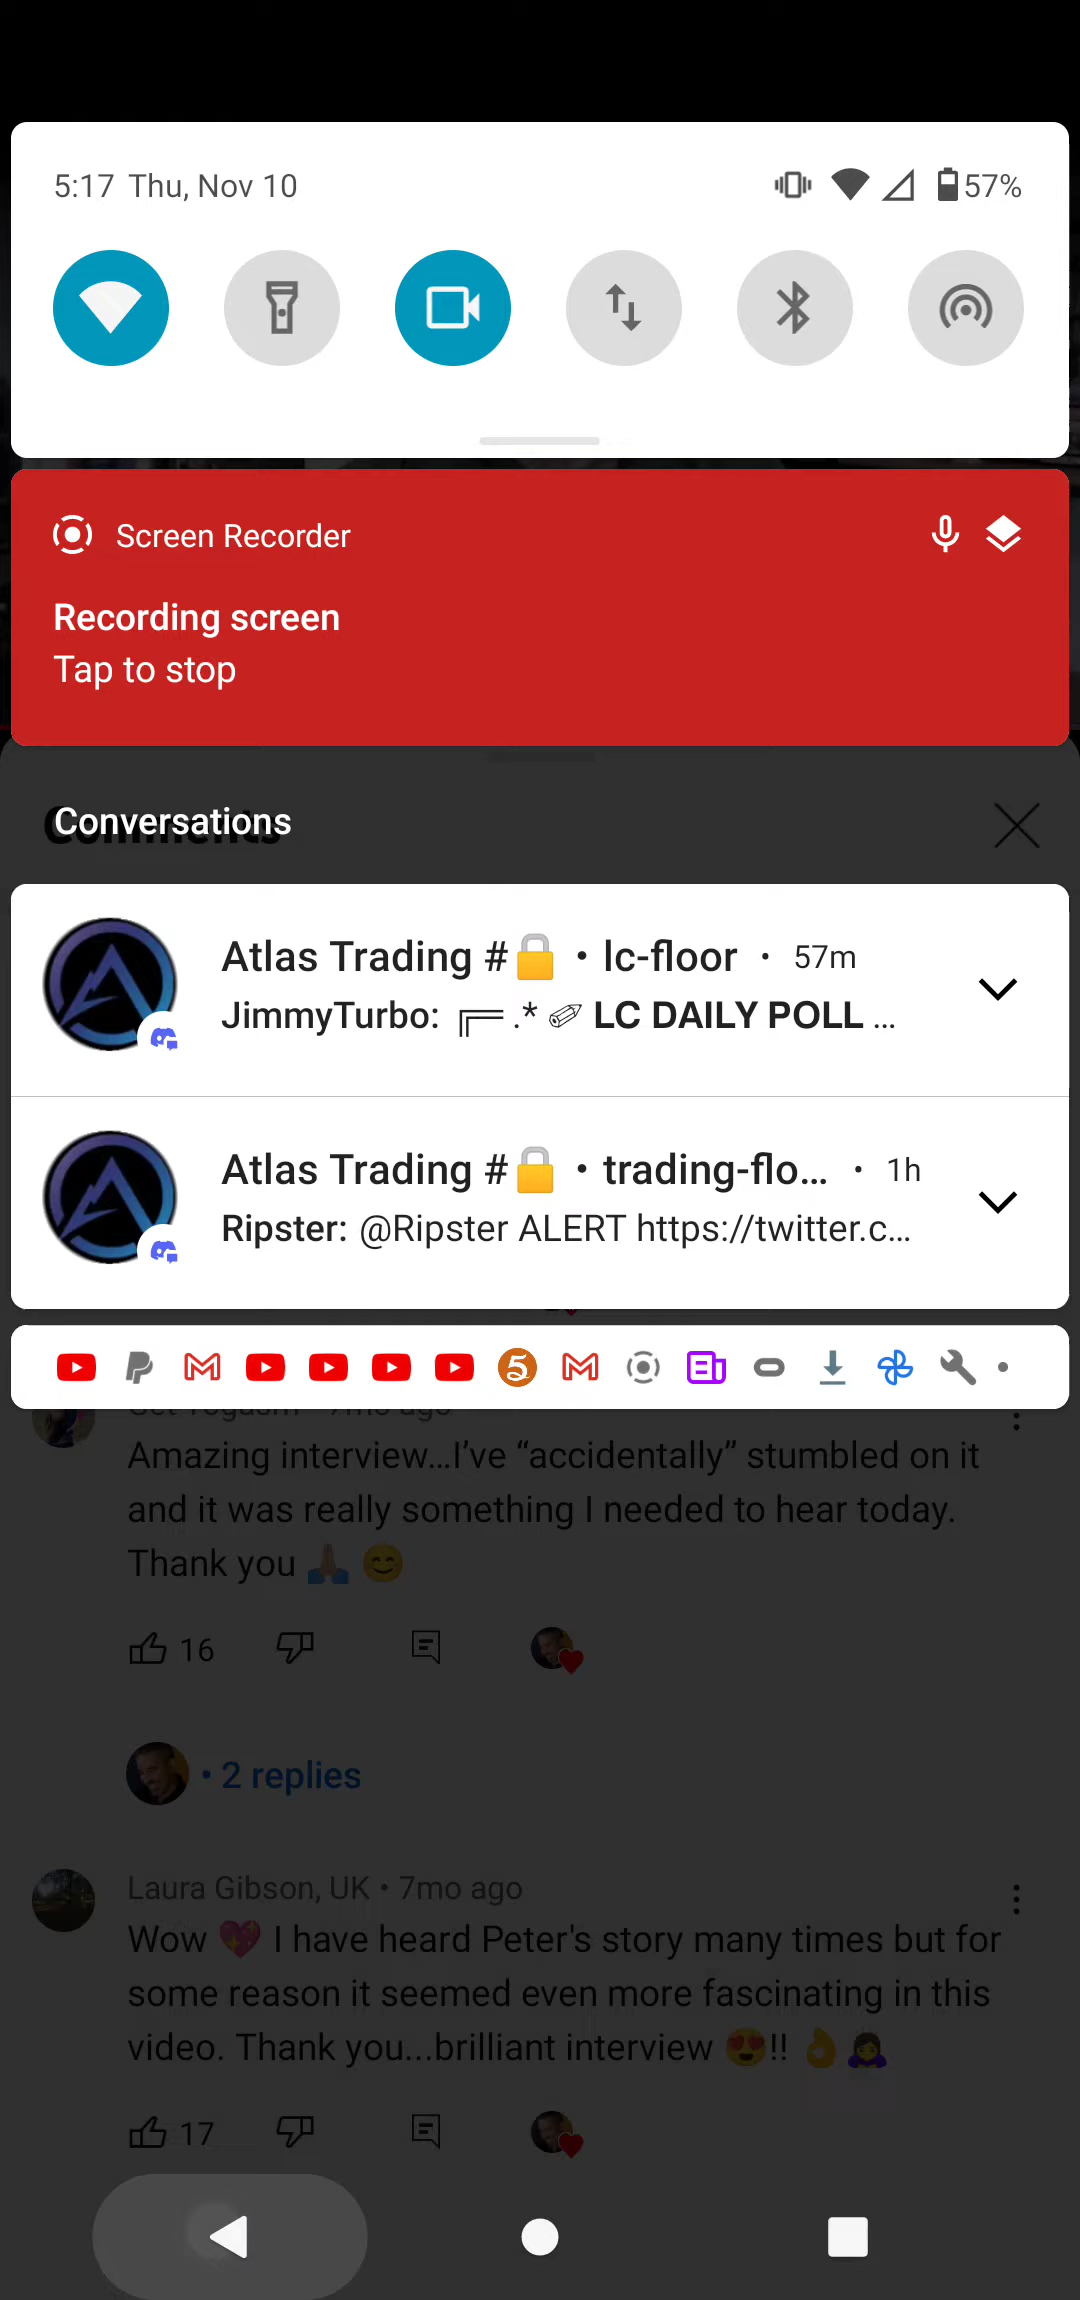 5:17 Thu, Nov 10
57%
Screen Recorder
Recording screen
Tap to stop
Conversations
Atlas Trading #🔒 • lc-floor • 57m
JimmyTurbo: ╔═ .* ✐ LC DAILY POLL ...
Atlas Trading #🔒 • trading-flo... • 1h
Ripster: @Ripster ALERT https://twitter.c...
7mo ago
Amazing interview...I've “accidentally” stumbled on it
and it was really something I needed to hear today.
Thank you 🙏🏼 😊
16
• 2 replies
Laura Gibson, UK • 7mo ago
Wow 💖 I have heard Peter's story many times but for
some reason it seemed even more fascinating in this
video. Thank you...brilliant interview 😍!! 👌 🙇‍♀️
17